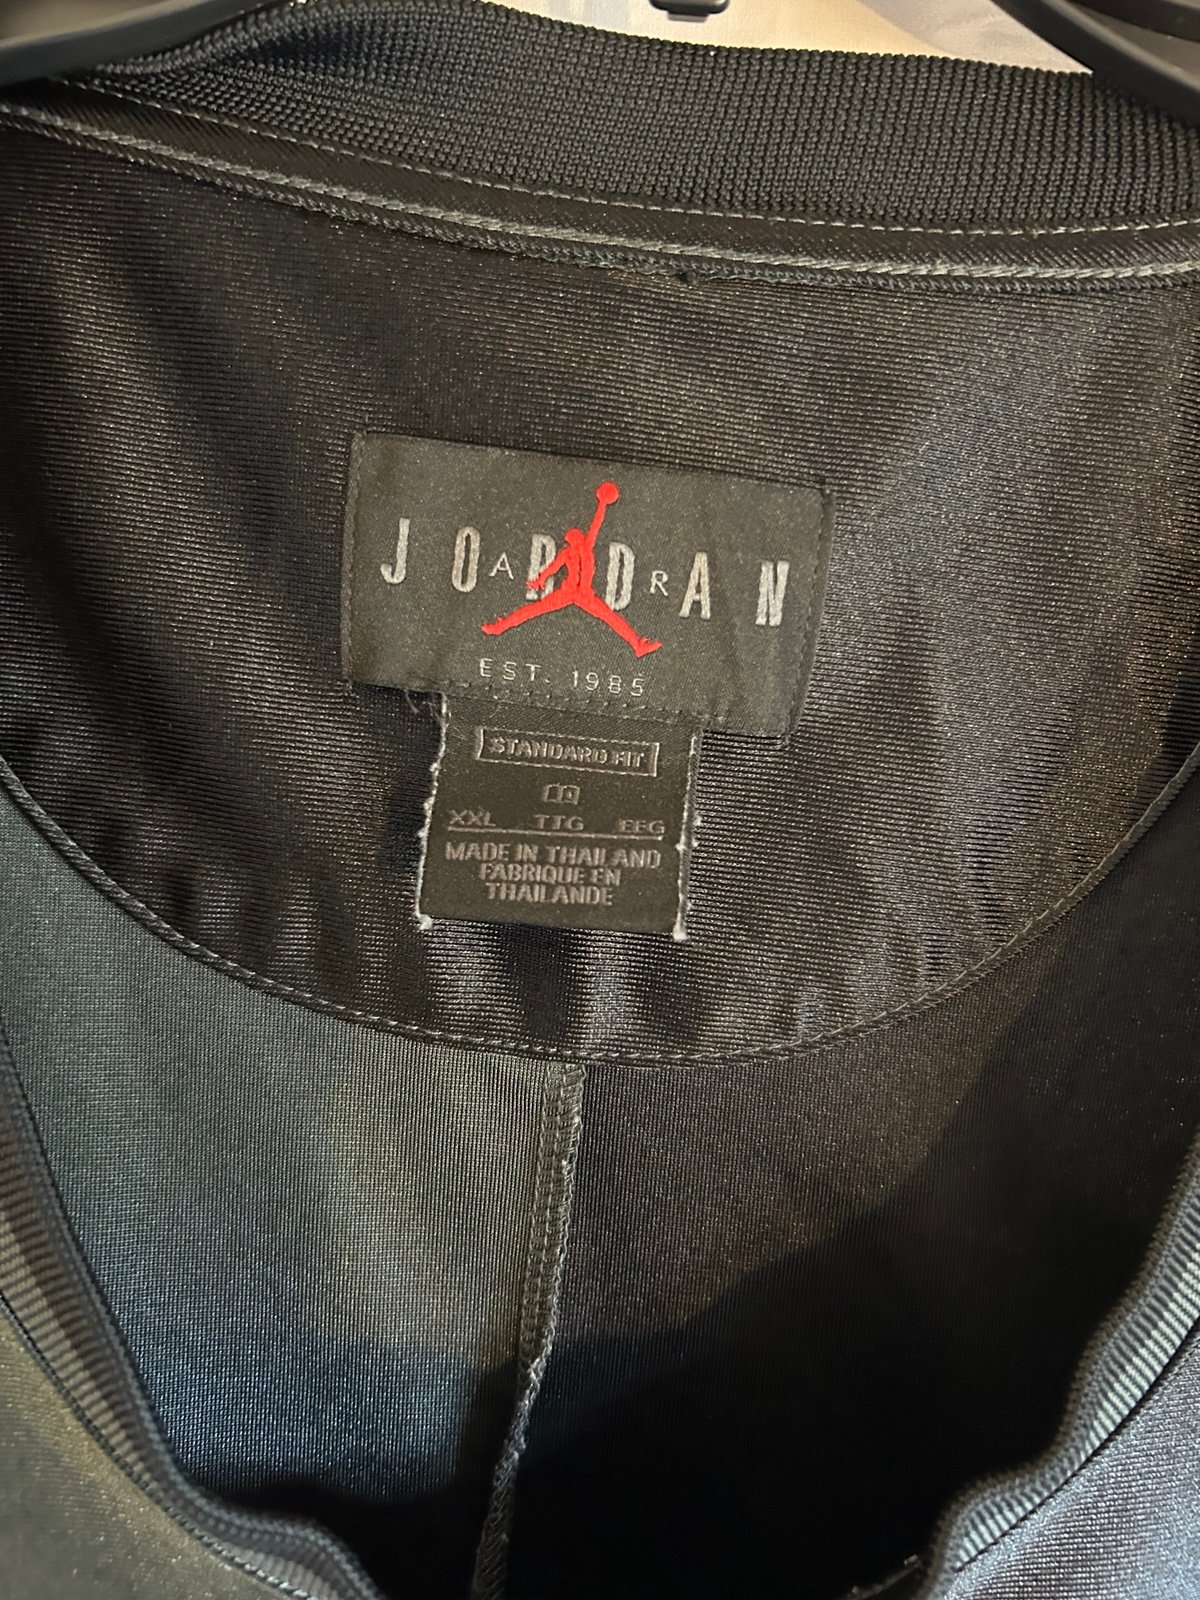 JORDAN
AIR
EST. 1985
STANDARD FIT
XXL TTG EEG
MADE IN THAILAND
FABRIQUE EN
THAILANDE